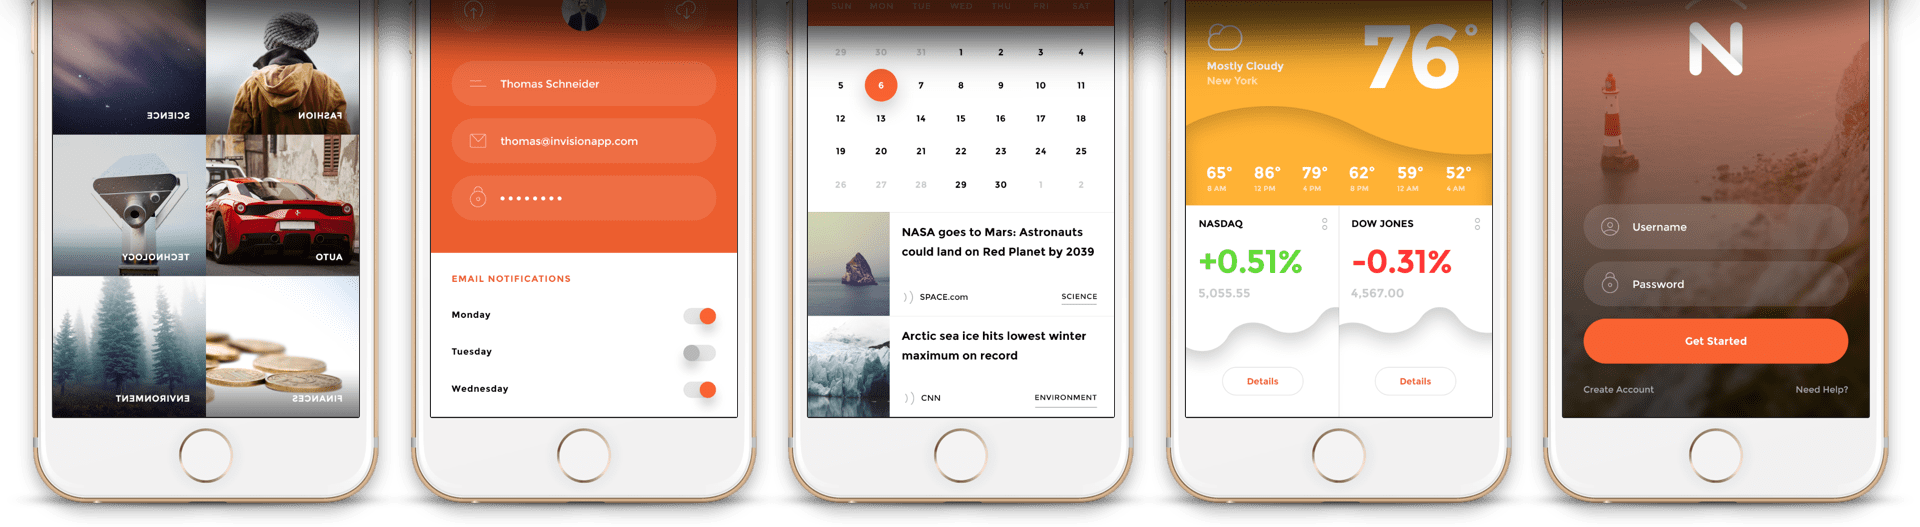 SCIENCE
FASHION
TECHNOLOGY
AUTO
ENVIRONMENT
FINANCES
Thomas Schneider
thomas@invisionapp.com
EMAIL NOTIFICATIONS
Monday
Tuesday
Wednesday
SUN MON TUE WED THU FRI SAT
29 30 31 1 2 3 4
5 6 7 8 9 10 11
12 13 14 15 16 17 18
19 20 21 22 23 24 25
26 27 28 29 30 1 2
NASA goes to Mars: Astronauts
could land on Red Planet by 2039
SPACE.com SCIENCE
Arctic sea ice hits lowest winter
maximum on record
CNN ENVIRONMENT
76°
Mostly Cloudy
New York
65° 86° 79° 62° 59° 52°
8 AM 12 PM 4 PM 8 PM 12 AM 4 AM
NASDAQ DOW JONES
+0.51% -0.31%
5,055.55 4,567.00
Details Details
N
Username
Password
Get Started
Create Account Need Help?